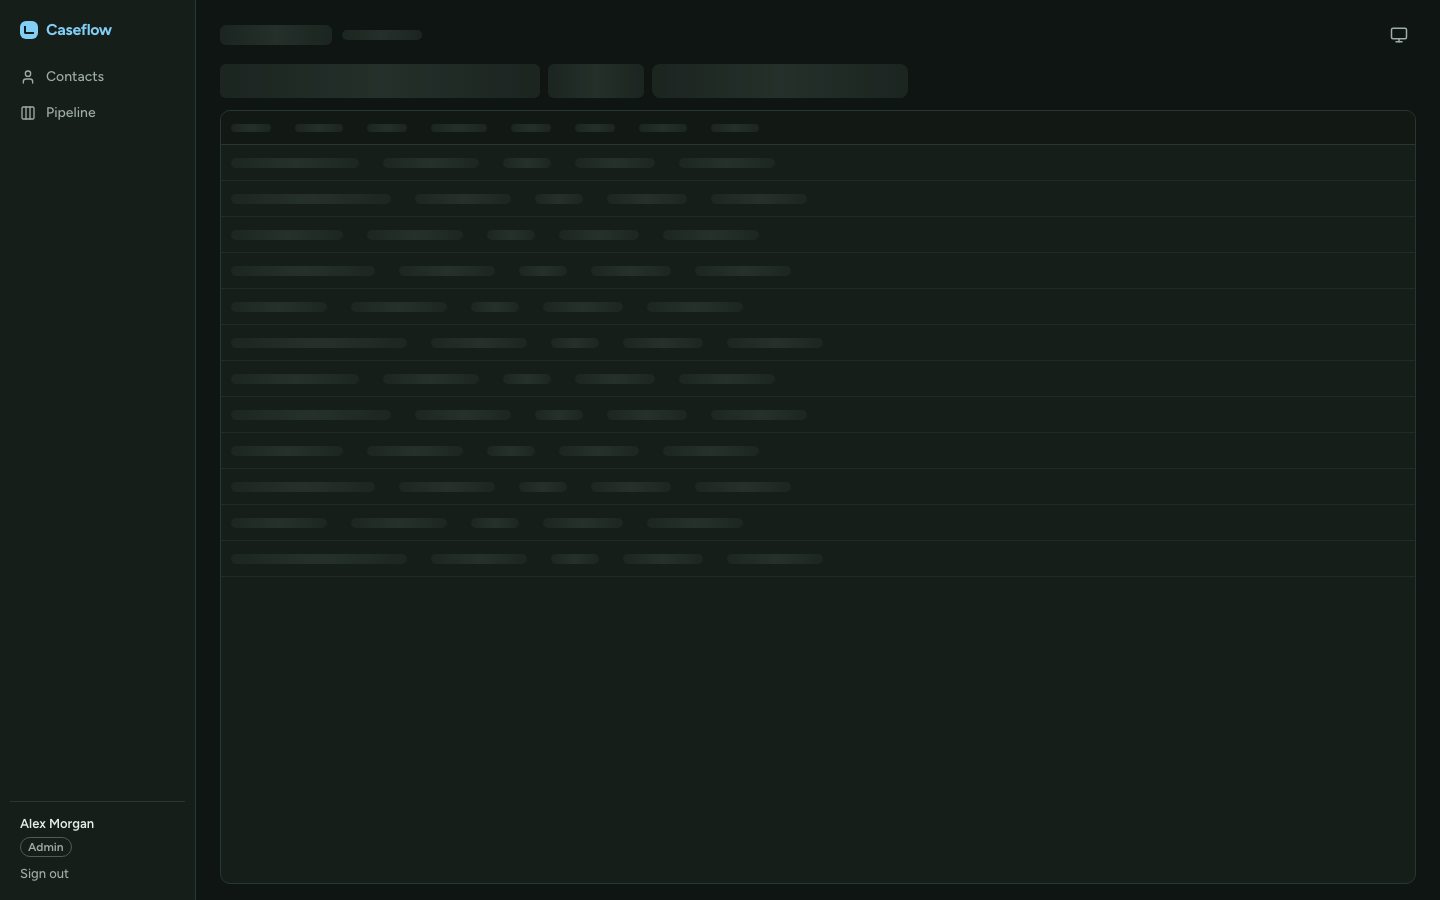 Caseflow
Contacts
Pipeline
Alex Morgan
Admin
Sign out